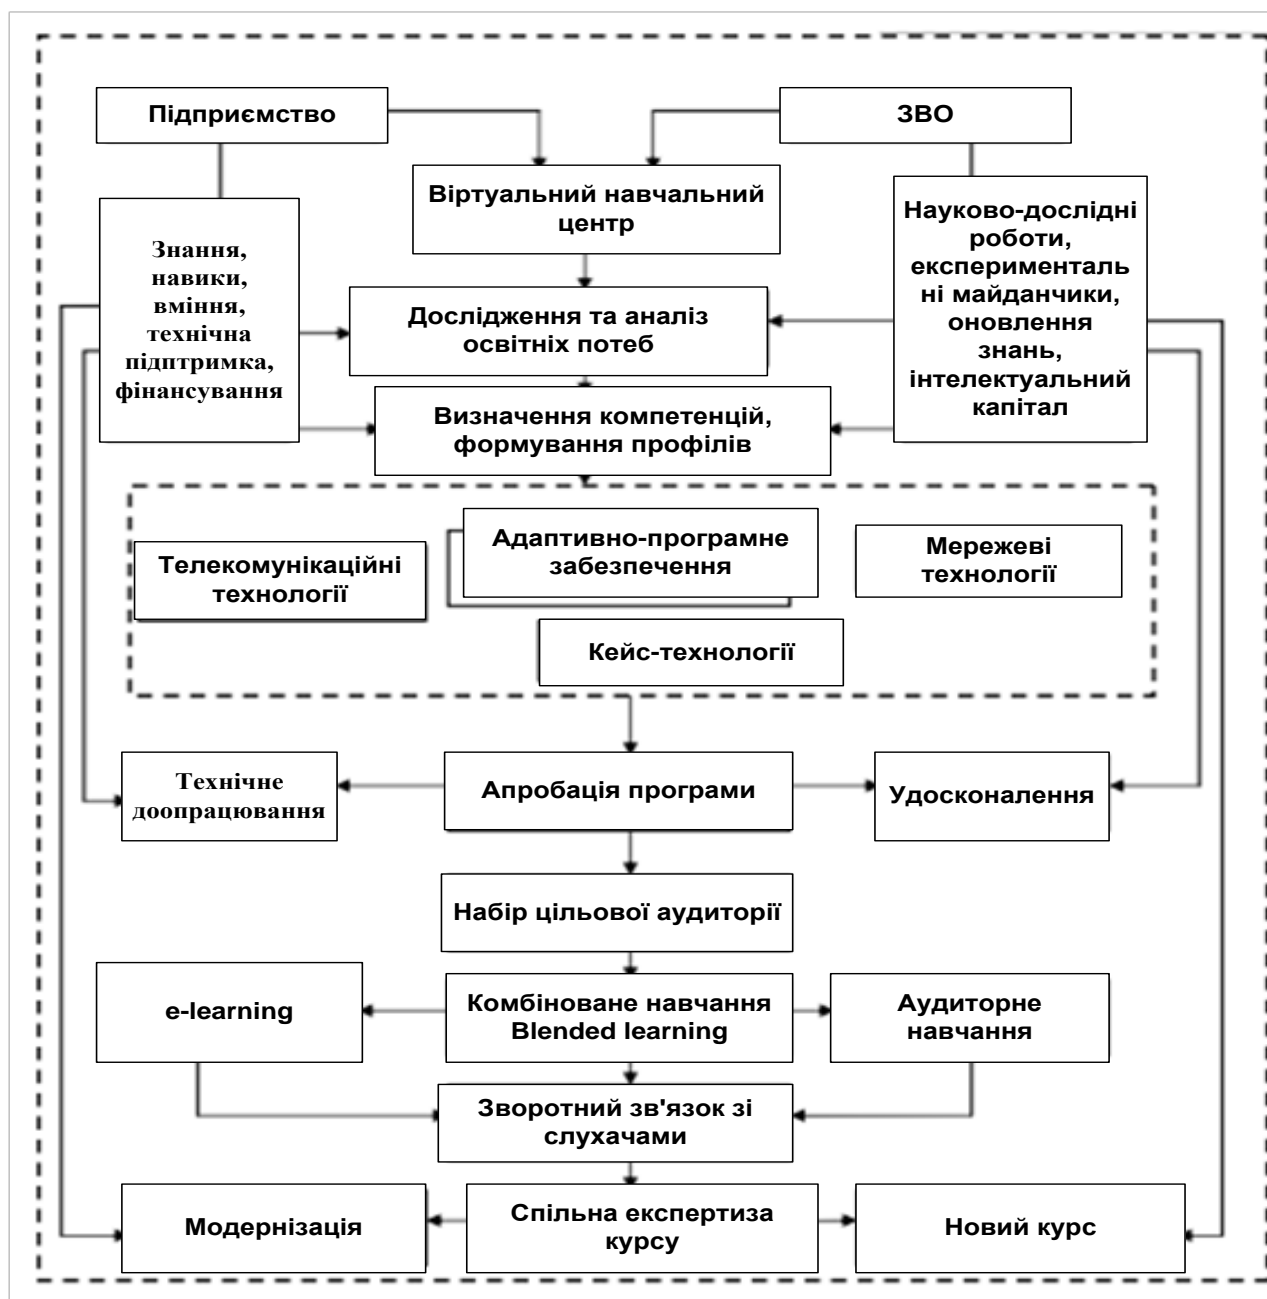 Підприємство
ЗВО
Віртуальний навчальний
центр
Знання,
навики,
вміння,
технічна
підптримка,
фінансування
Науково-дослідні
роботи,
експерименталь
ні майданчики,
оновлення
знань,
інтелектуальний
капітал
Дослідження та аналіз
освітніх потеб
Визначення компетенцій,
формування профілів
Телекомунікаційні
технології
Адаптивно-програмне
забезпечення
Мережеві
технології
Кейс-технології
Технічне
доопрацювання
Апробація програми
Удосконалення
Набір цільової аудиторії
e-learning
Комбіноване навчання
Blended learning
Аудиторне
навчання
Зворотний зв'язок зі
слухачами
Модернізація
Спільна експертиза
курсу
Новий курс